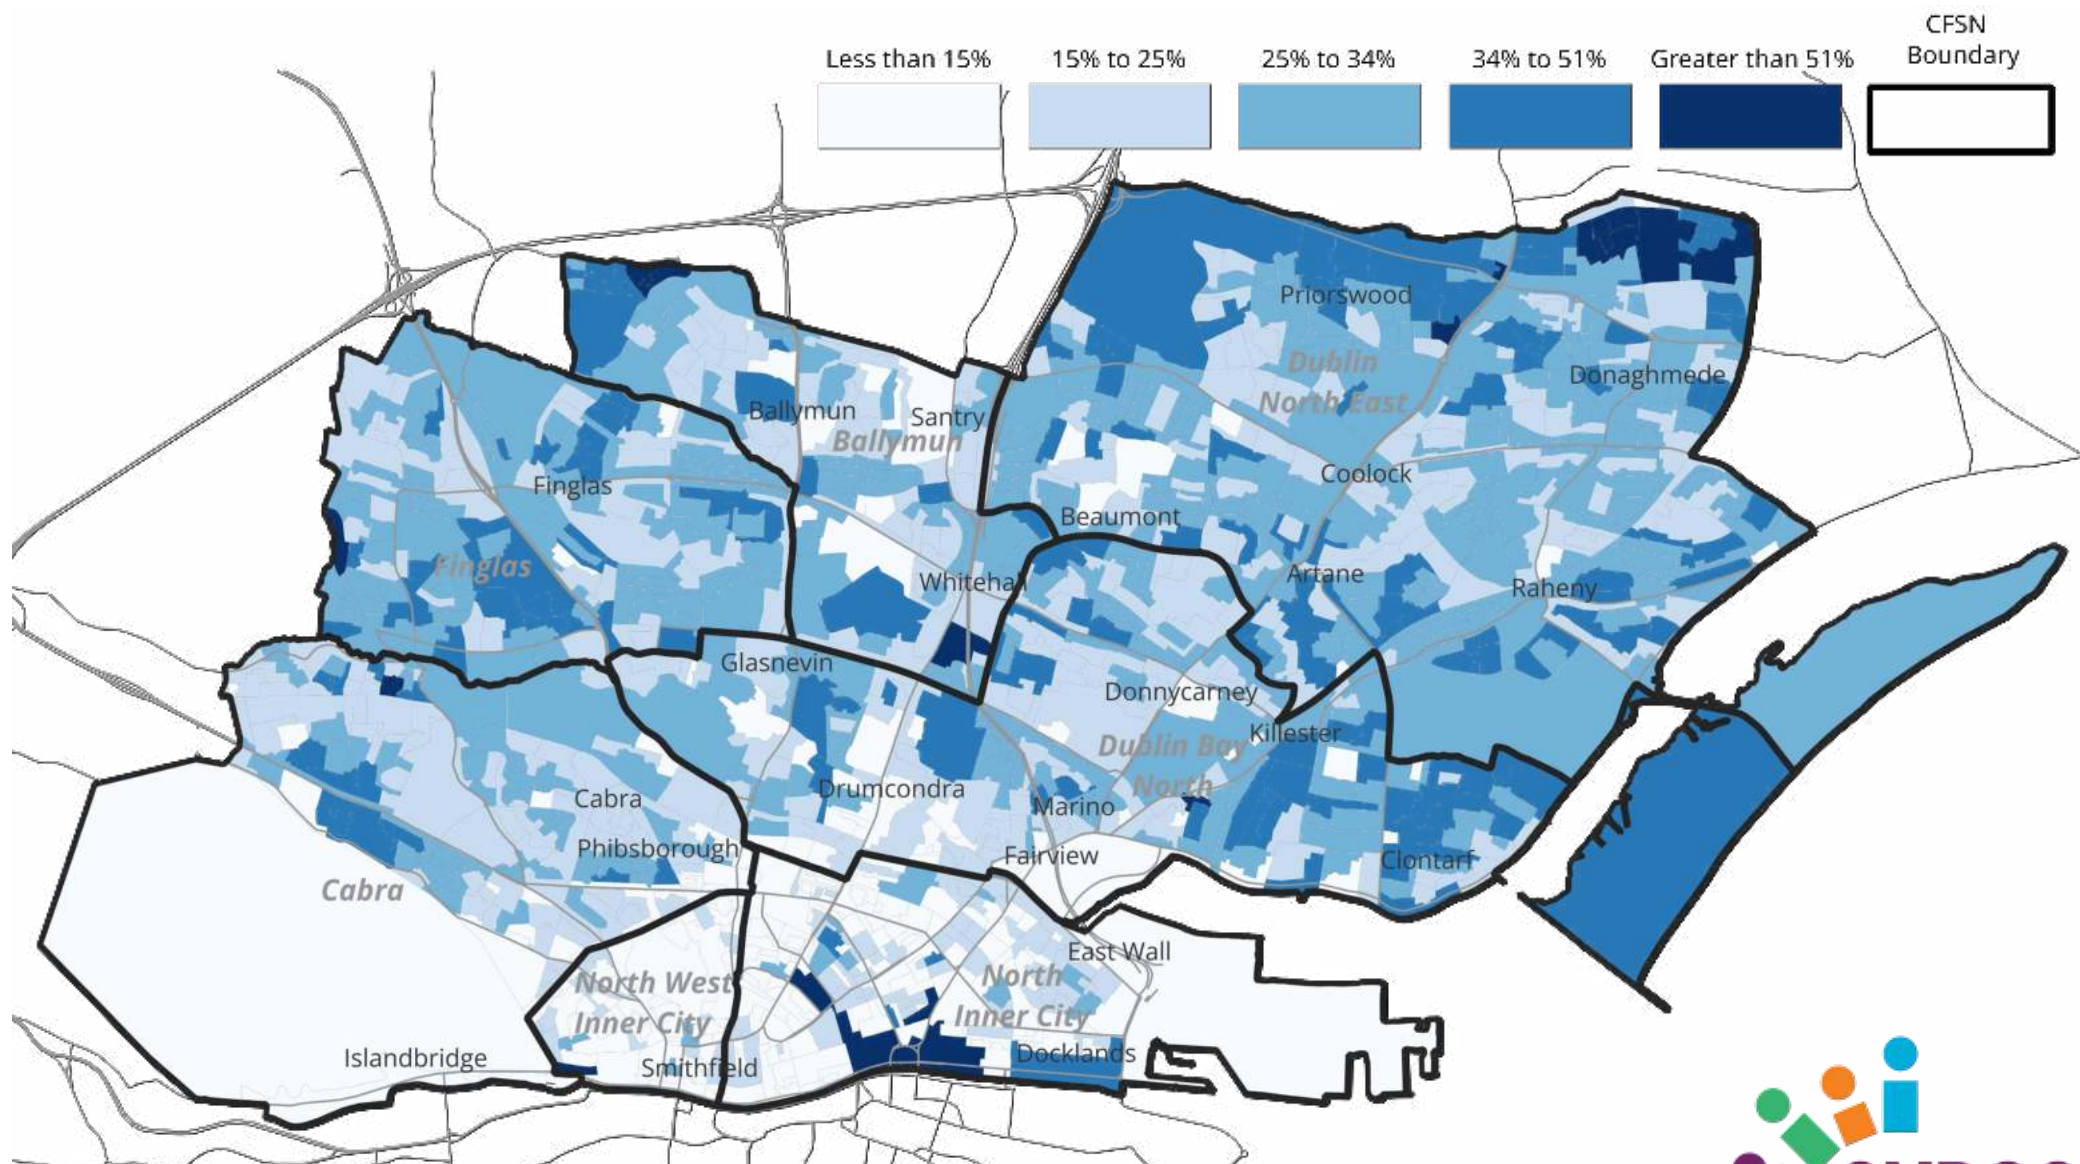 CFSN
Boundary
Less than 15%
15% to 25%
25% to 34%
34% to 51%
Greater than 51%
Priorswood
Dublin
North East
Donaghmede
Ballymun
Santry
Ballymun
Coolock
Finglas
Beaumont
Finglas
Whitehall
Artane
Raheny
Glasnevin
Donnycarney
Killester
Dublin Bay
North
Drumcondra
Cabra
Marino
Phibsborough
Fairview
Clontarf
Cabra
East Wall
North West
Inner City
North
Inner City
Islandbridge
Smithfield
Docklands